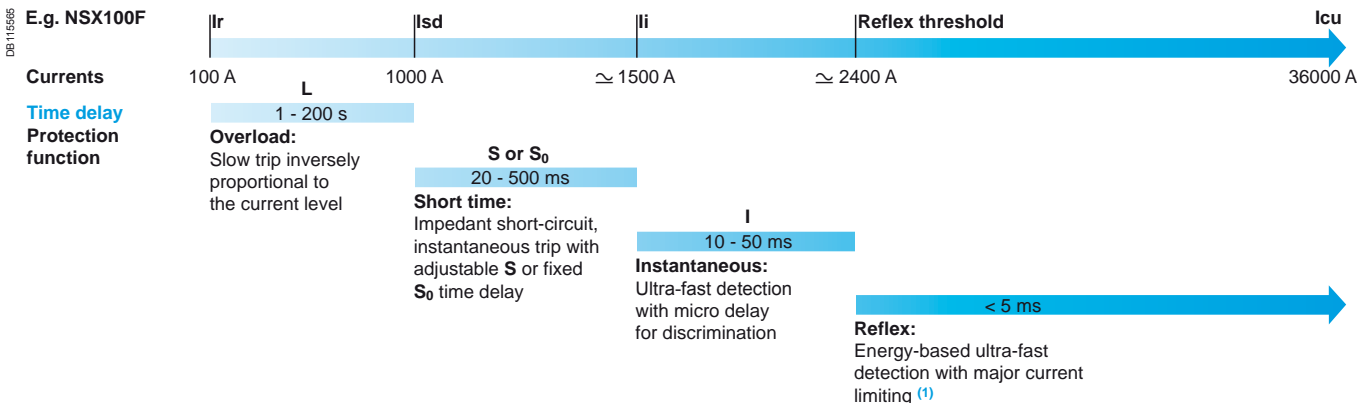 DB115565
E.g. NSX100F
Ir Isd Ii Reflex threshold Icu
Currents 100 A 1000 A ≃ 1500 A ≃ 2400 A 36000 A
L
Time delay 1 - 200 s
Protection
function
Overload:
Slow trip inversely
proportional to
the current level
S or S₀
20 - 500 ms
Short time:
Impedant short-circuit,
instantaneous trip with
adjustable S or fixed
S₀ time delay
I
10 - 50 ms
Instantaneous:
Ultra-fast detection
with micro delay
for discrimination
< 5 ms
Reflex:
Energy-based ultra-fast
detection with major current
limiting (1)